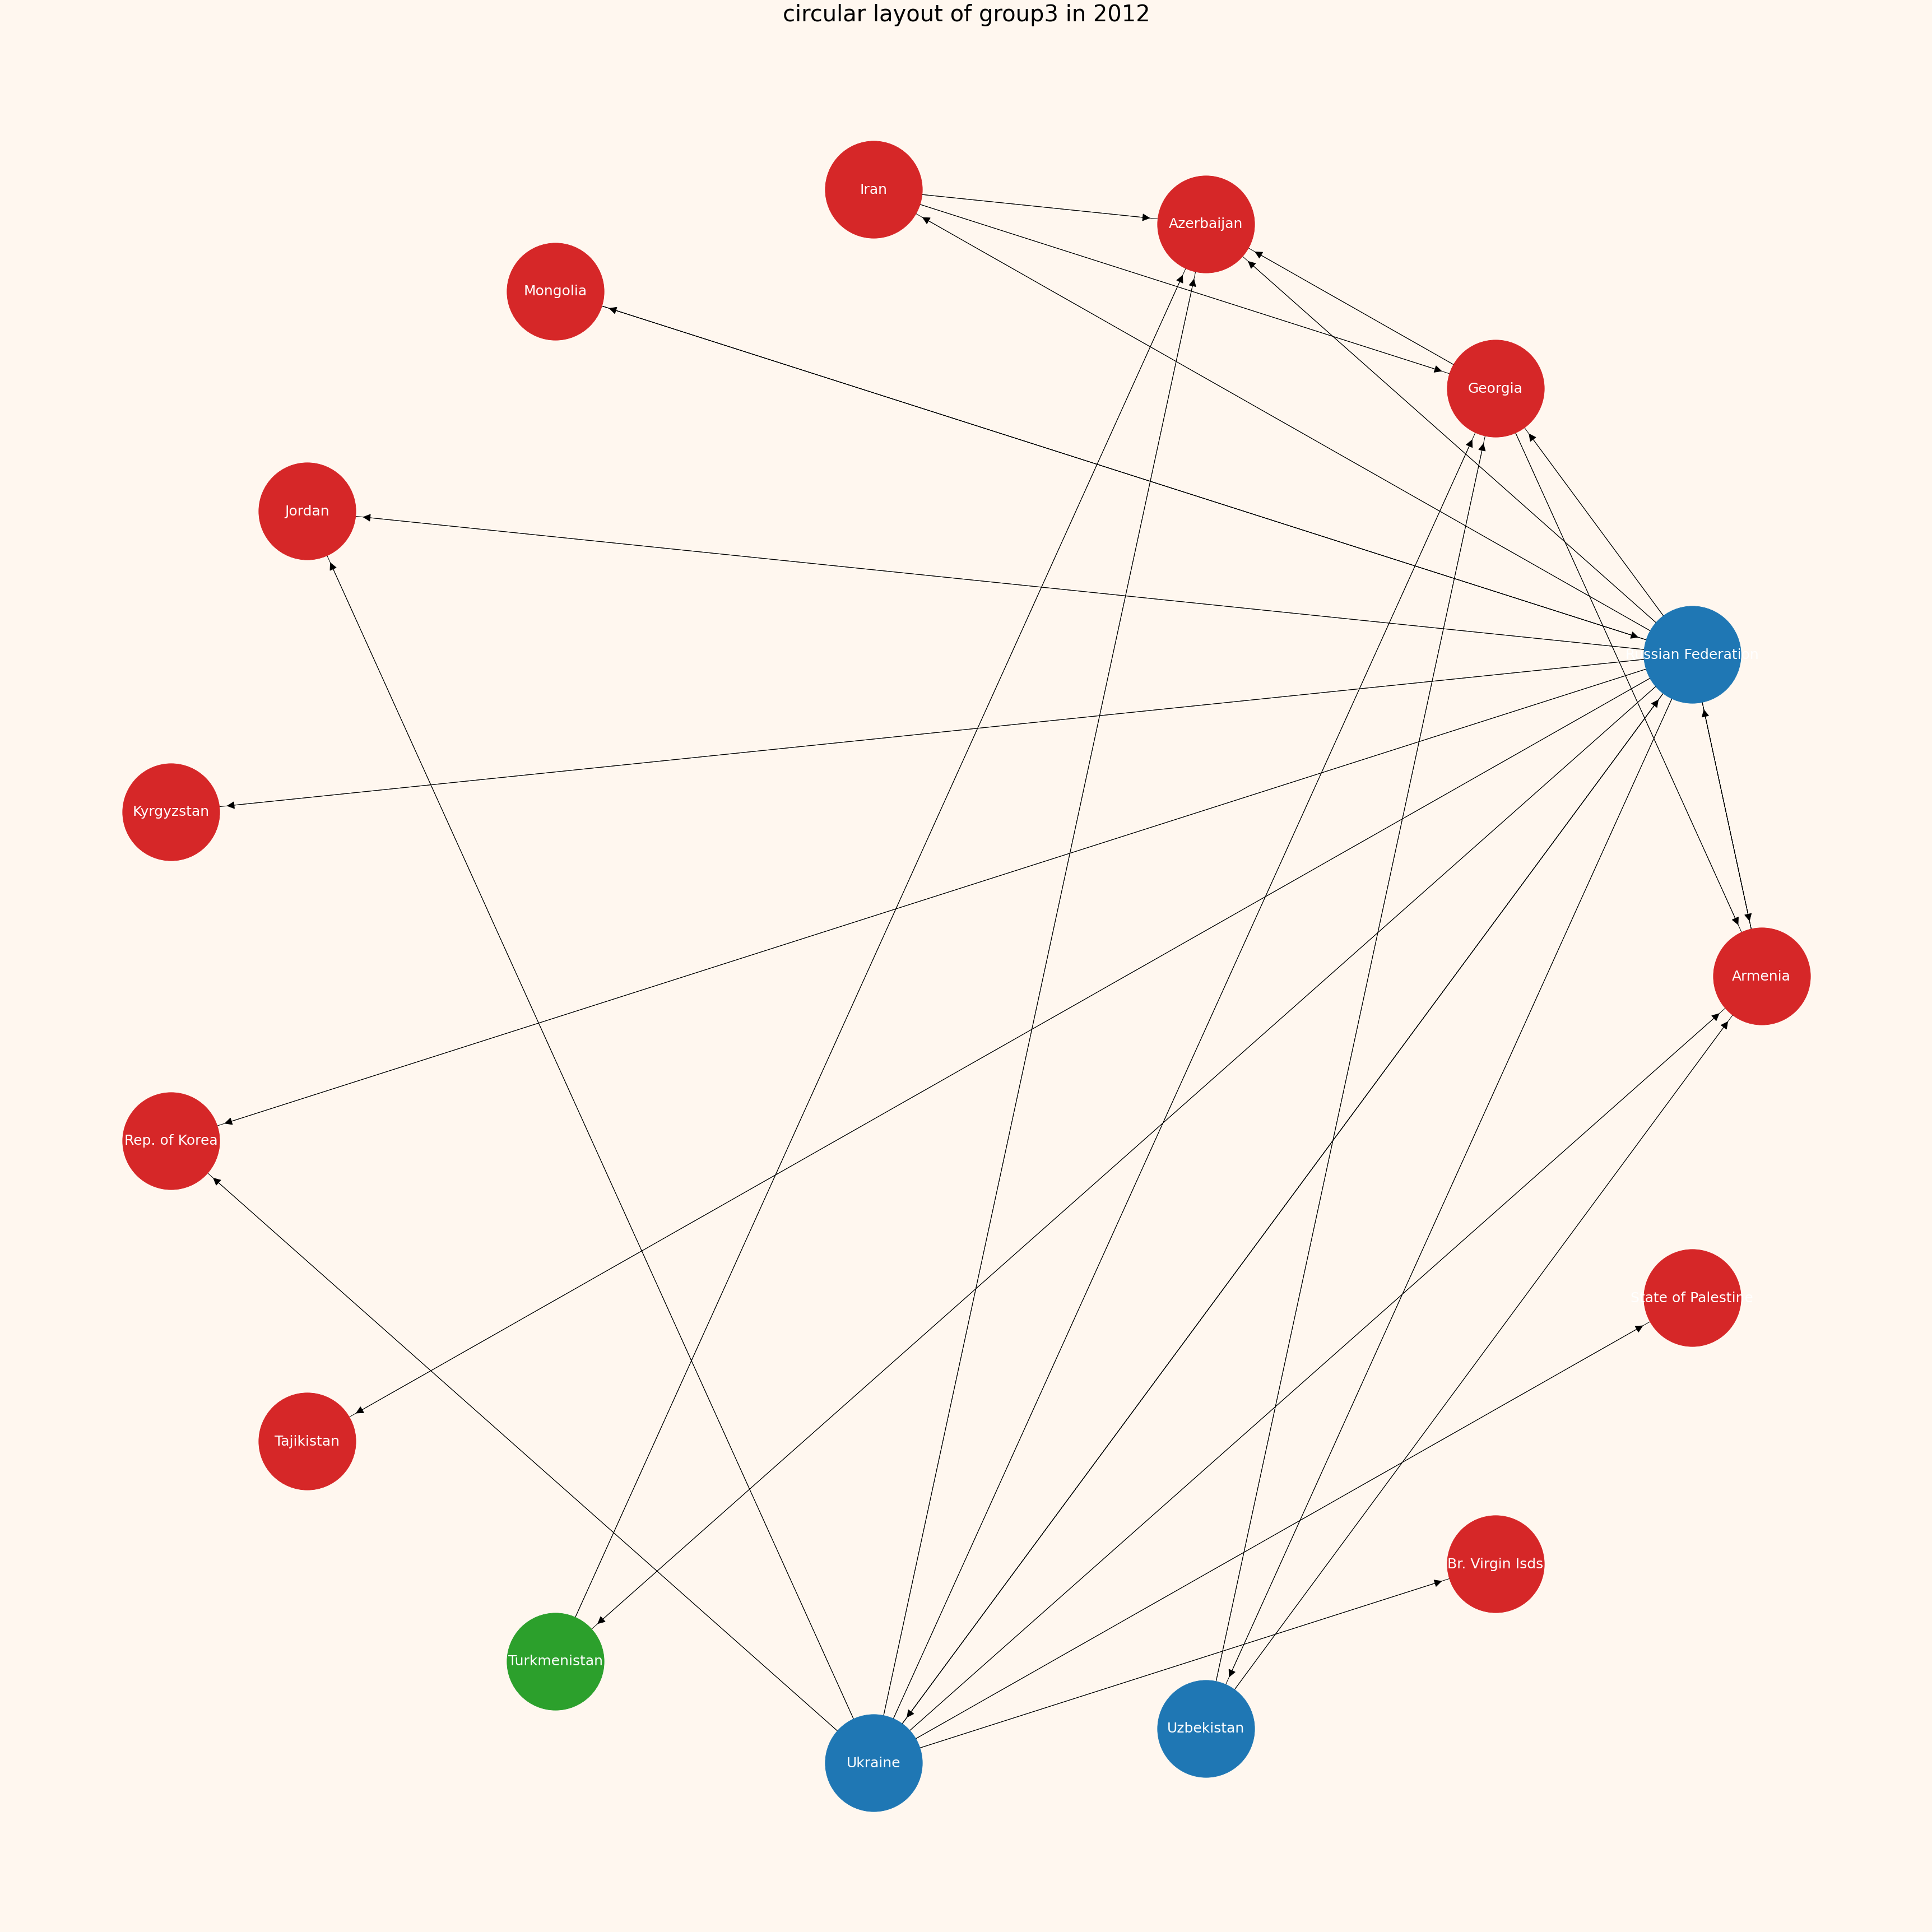 circular layout of group3 in 2012
Iran
Azerbaijan
Mongolia
Georgia
Jordan
ssian Federati
Kyrgyzstan
Armenia
Rep. of Korea
tate of Palestin
Tajikistan
Br. Virgin Isds
Turkmenistan
Uzbekistan
Ukraine